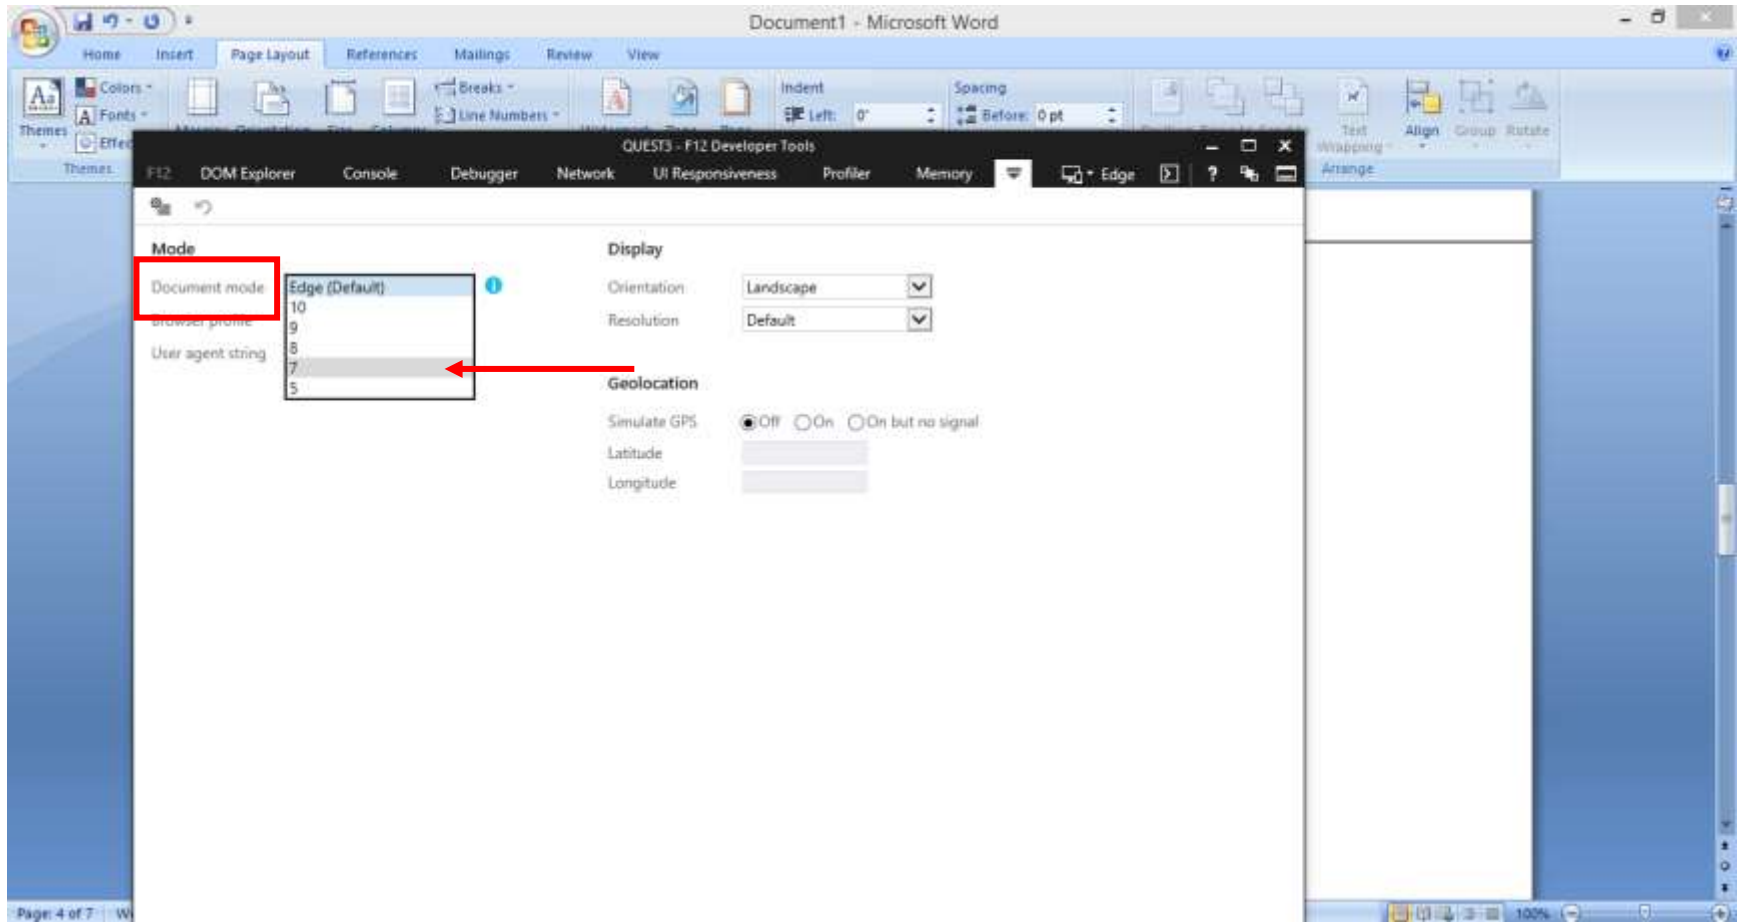 Document1 - Microsoft Word
Home Insert Page Layout References Mailings Review View
Colors Breaks Indent Spacing
Fonts Line Numbers Left: 0" Before: 0 pt
Themes Effec Text Wrapping Align Group Rotate
Themes Arrange
QUEST3 - F12 Developer Tools
F12 DOM Explorer Console Debugger Network UI Responsiveness Profiler Memory Edge ?
Mode Display
Document mode Edge (Default) Orientation Landscape
10
Browser profile 9 Resolution Default
User agent string 8
7
5
Geolocation
Simulate GPS Off On On but no signal
Latitude
Longitude
Page: 4 of 7 W 100%